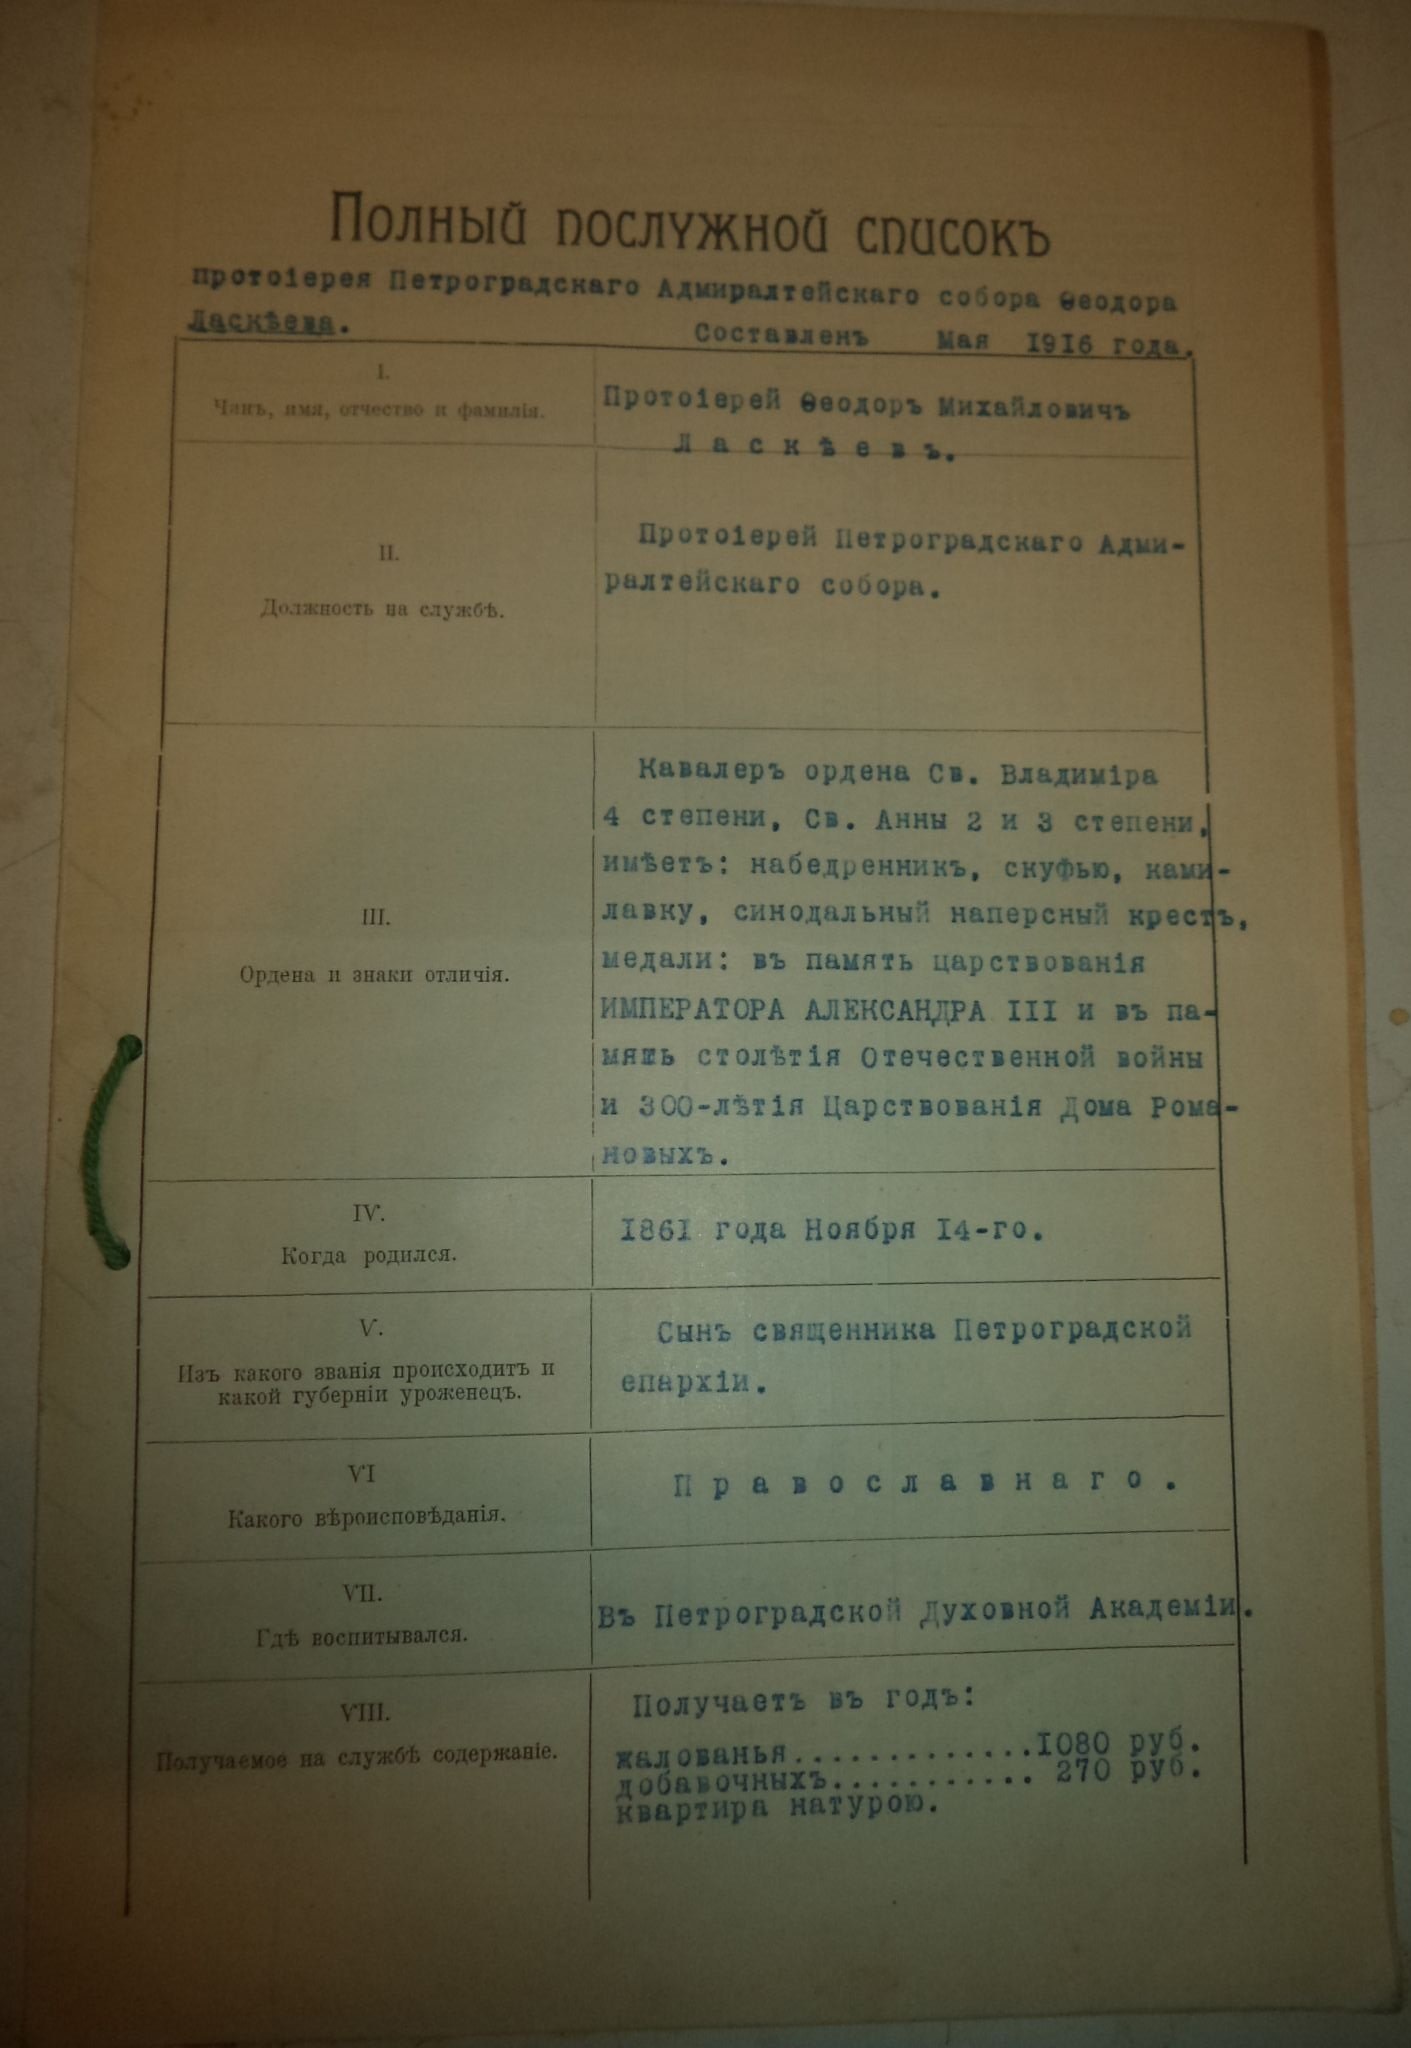 Полный послужной списокъ
протоіерея Петроградскаго Адмиралтейскаго собора Ѳеодора
Ласкѣева. Составленъ Мая 1916 года.
I.
Чинъ, имя, отчество и фамилія.
Протоіерей Ѳеодоръ Михайловичъ
Ласкѣевъ.
II.
Должность на службѣ.
Протоіерей Петроградскаго Адми-
ралтейскаго собора.
III.
Ордена и знаки отличія.
Кавалеръ ордена Св. Владиміра
4 степени, Св. Анны 2 и 3 степени,
имѣетъ: набедренникъ, скуфью, ками-
лавку, синодальный наперсный крестъ,
медали: въ память царствованія
ИМПЕРАТОРА АЛЕКСАНДРА III и въ па-
мять столѣтія Отечественной войны
и 300-лѣтія Царствованія Дома Рома-
новыхъ.
IV.
Когда родился.
1861 года Ноября 14-го.
V.
Изъ какого званія происходитъ и
какой губерніи уроженецъ.
Сынъ священника Петроградской
епархіи.
VI
Какого вѣроисповѣданія.
Православнаго.
VII.
Гдѣ воспитывался.
Въ Петроградской Духовной Академіи.
VIII.
Получаемое на службѣ содержаніе.
Получаетъ въ годъ:
жалованья.............1080 руб.
добавочныхъ........... 270 руб.
квартира натурою.